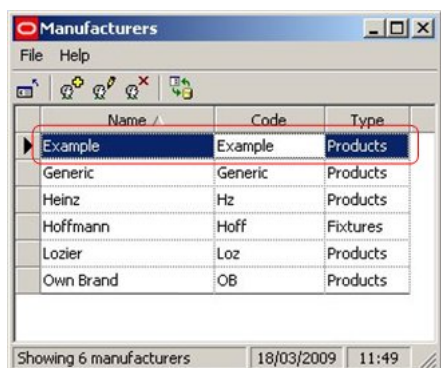 Manufacturers
File Help
Name Code Type
Example Example Products
Generic Generic Products
Heinz Hz Products
Hoffmann Hoff Fixtures
Lozier Loz Products
Own Brand OB Products
Showing 6 manufacturers 18/03/2009 11:49